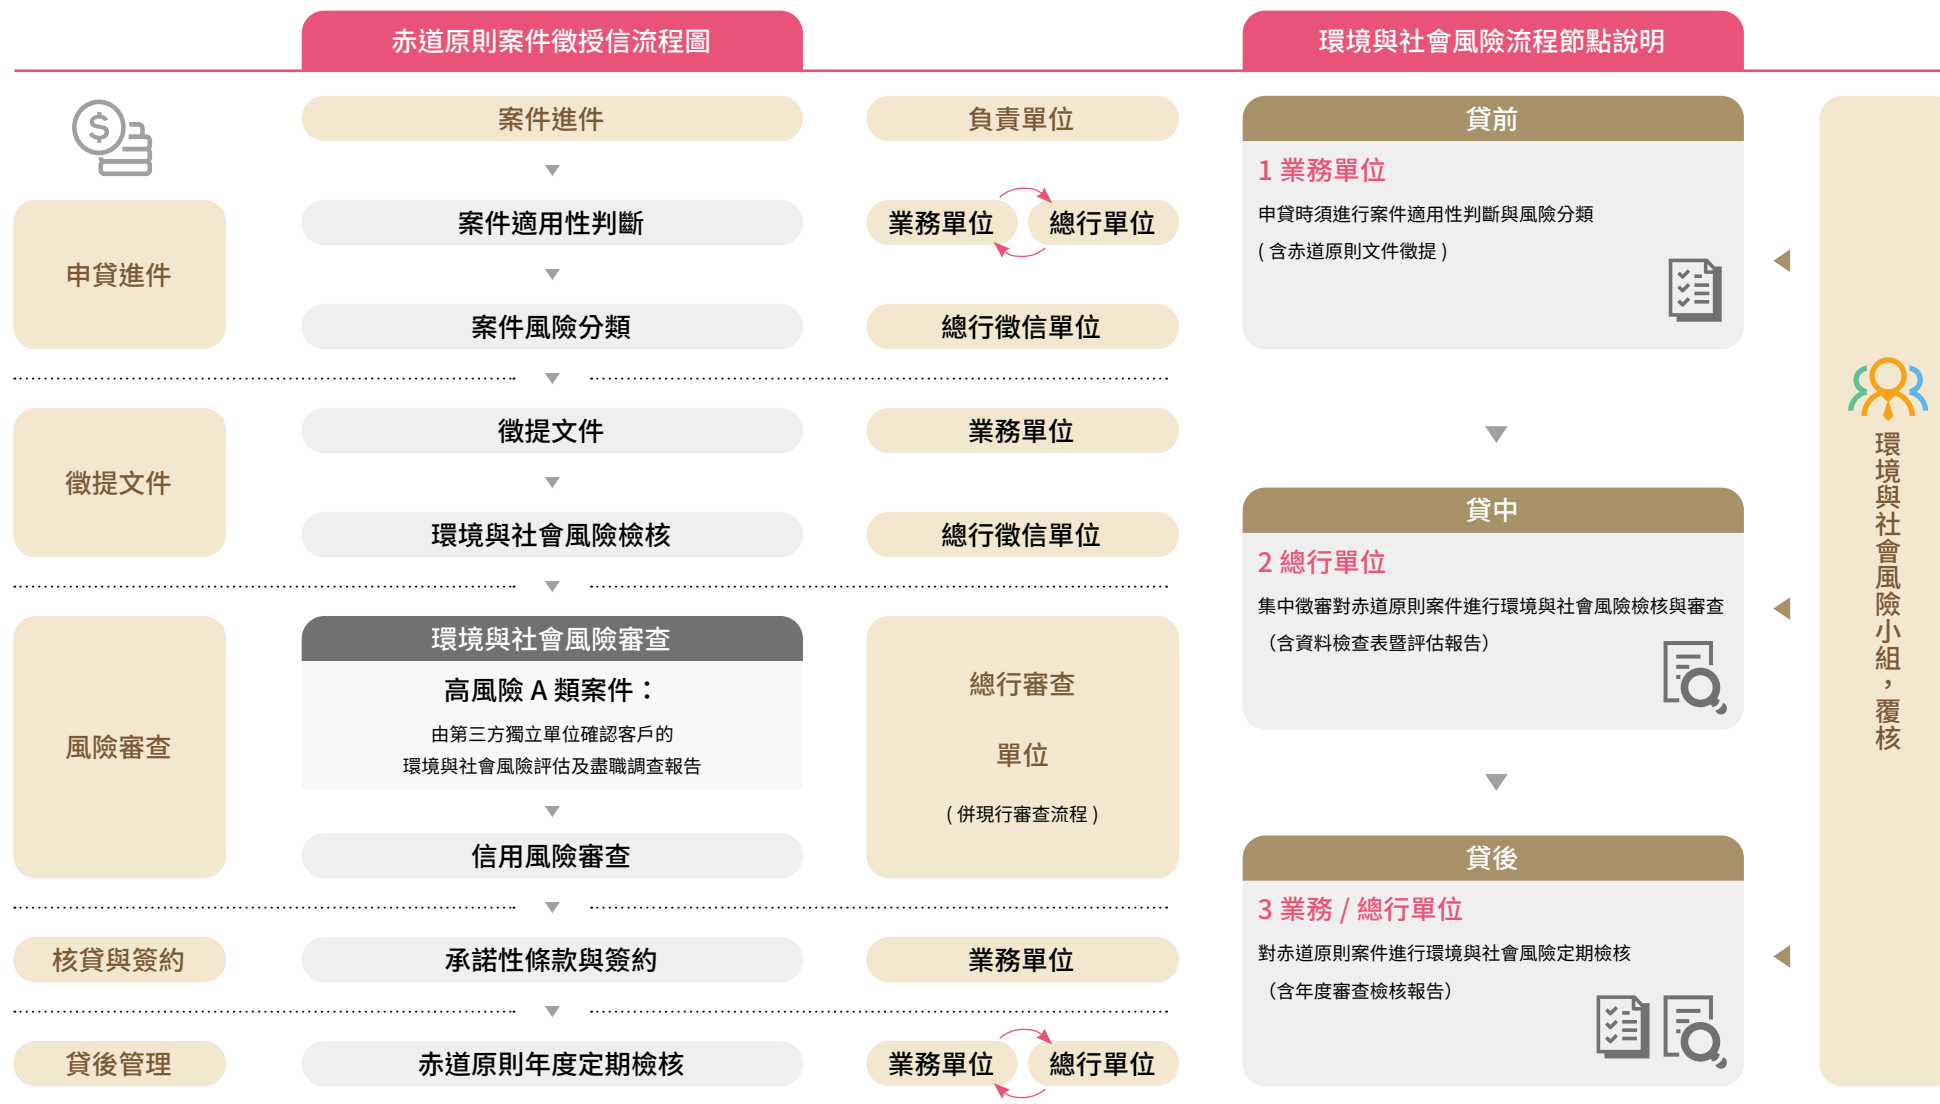 赤道原則案件徵授信流程圖
環境與社會風險流程節點說明
案件進件
負責單位
申貸進件
案件適用性判斷
業務單位
總行單位
案件風險分類
總行徵信單位
徵提文件
徵提文件
業務單位
環境與社會風險檢核
總行徵信單位
風險審查
環境與社會風險審查
高風險 A 類案件：
由第三方獨立單位確認客戶的
環境與社會風險評估及盡職調查報告
信用風險審查
總行審查
單位
( 併現行審查流程 )
核貸與簽約
承諾性條款與簽約
業務單位
貸後管理
赤道原則年度定期檢核
業務單位
總行單位
貸前
1 業務單位
申貸時須進行案件適用性判斷與風險分類
( 含赤道原則文件徵提 )
貸中
2 總行單位
集中徵審對赤道原則案件進行環境與社會風險檢核與審查
（含資料檢查表暨評估報告）
貸後
3 業務 / 總行單位
對赤道原則案件進行環境與社會風險定期檢核
（含年度審查檢核報告）
環境與社會風險小組，覆核